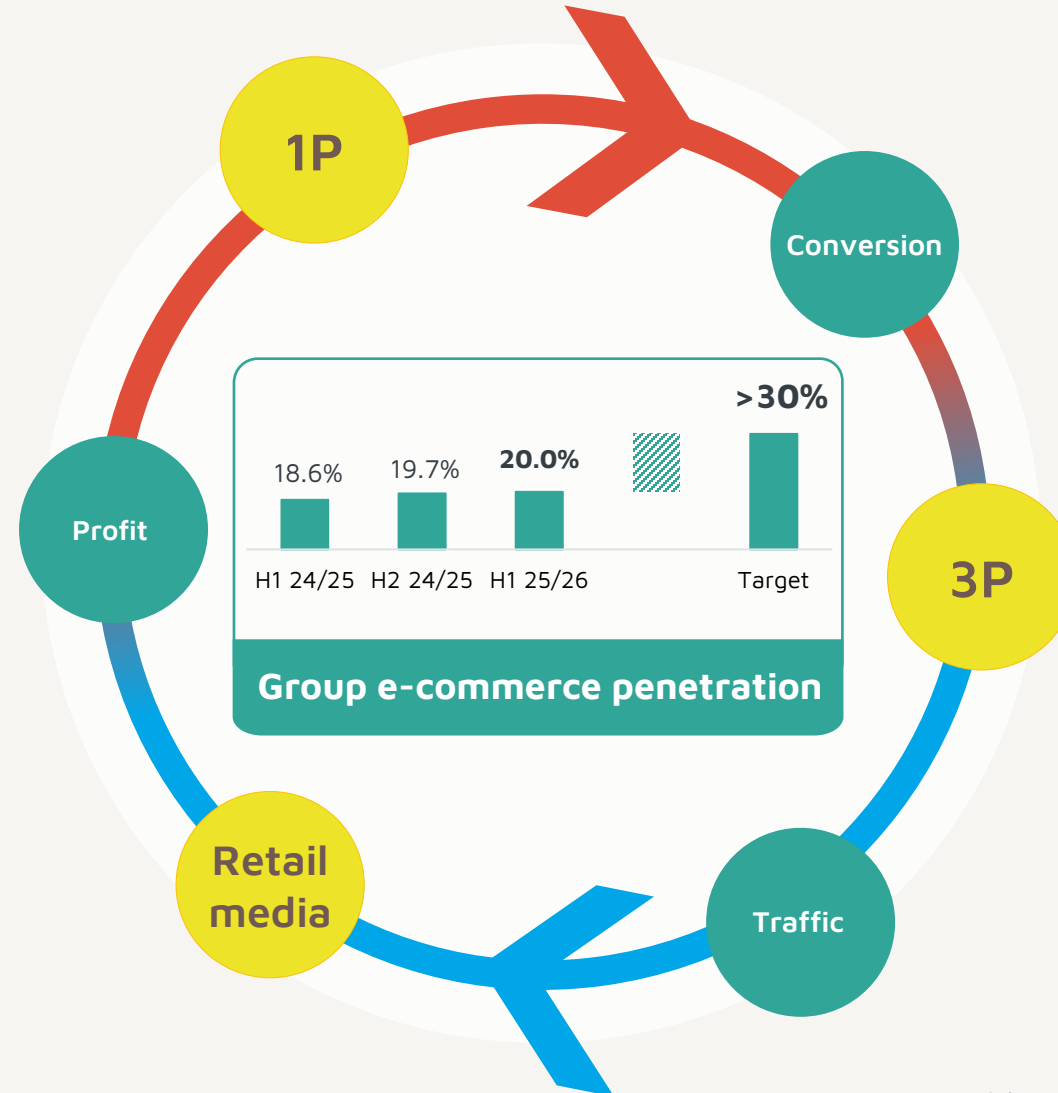 1P
Conversion
>30%
18.6%
19.7%
20.0%
H1 24/25
H2 24/25
H1 25/26
Target
Group e-commerce penetration
Profit
3P
Retail
media
Traffic